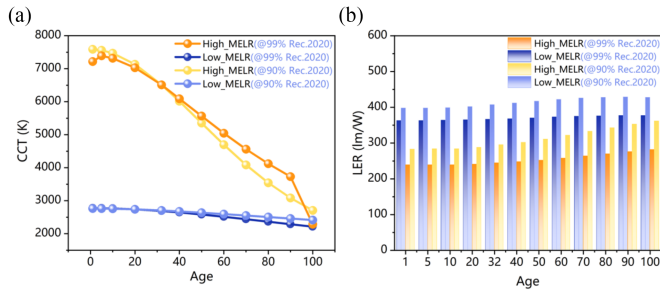 (a)
8000
7000
6000
5000
4000
3000
2000
CCT (K)
High_MELR(@99% Rec.2020)
Low_MELR(@99% Rec.2020)
High_MELR(@90% Rec.2020)
Low_MELR(@90% Rec.2020)
0 20 40 60 80 100
Age
(b)
600
500
400
300
200
100
0
LER (lm/W)
High_MELR(@99% Rec.2020)
Low_MELR(@99% Rec.2020)
High_MELR(@90% Rec.2020)
Low_MELR(@90% Rec.2020)
1 5 10 20 32 40 50 60 70 80 90 100
Age